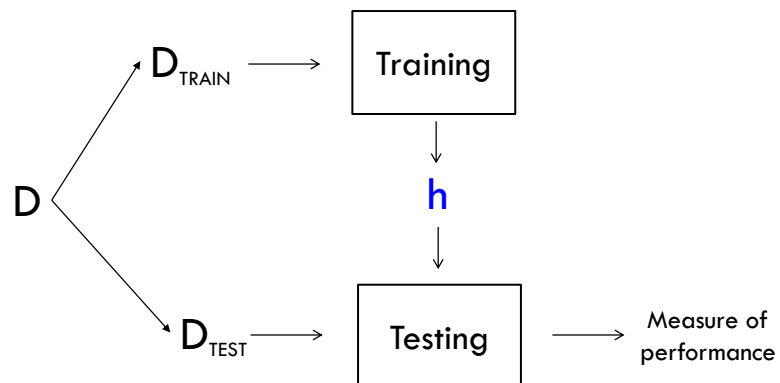 D_TRAIN
Training
D
h
D_TEST
Testing
Measure of
performance